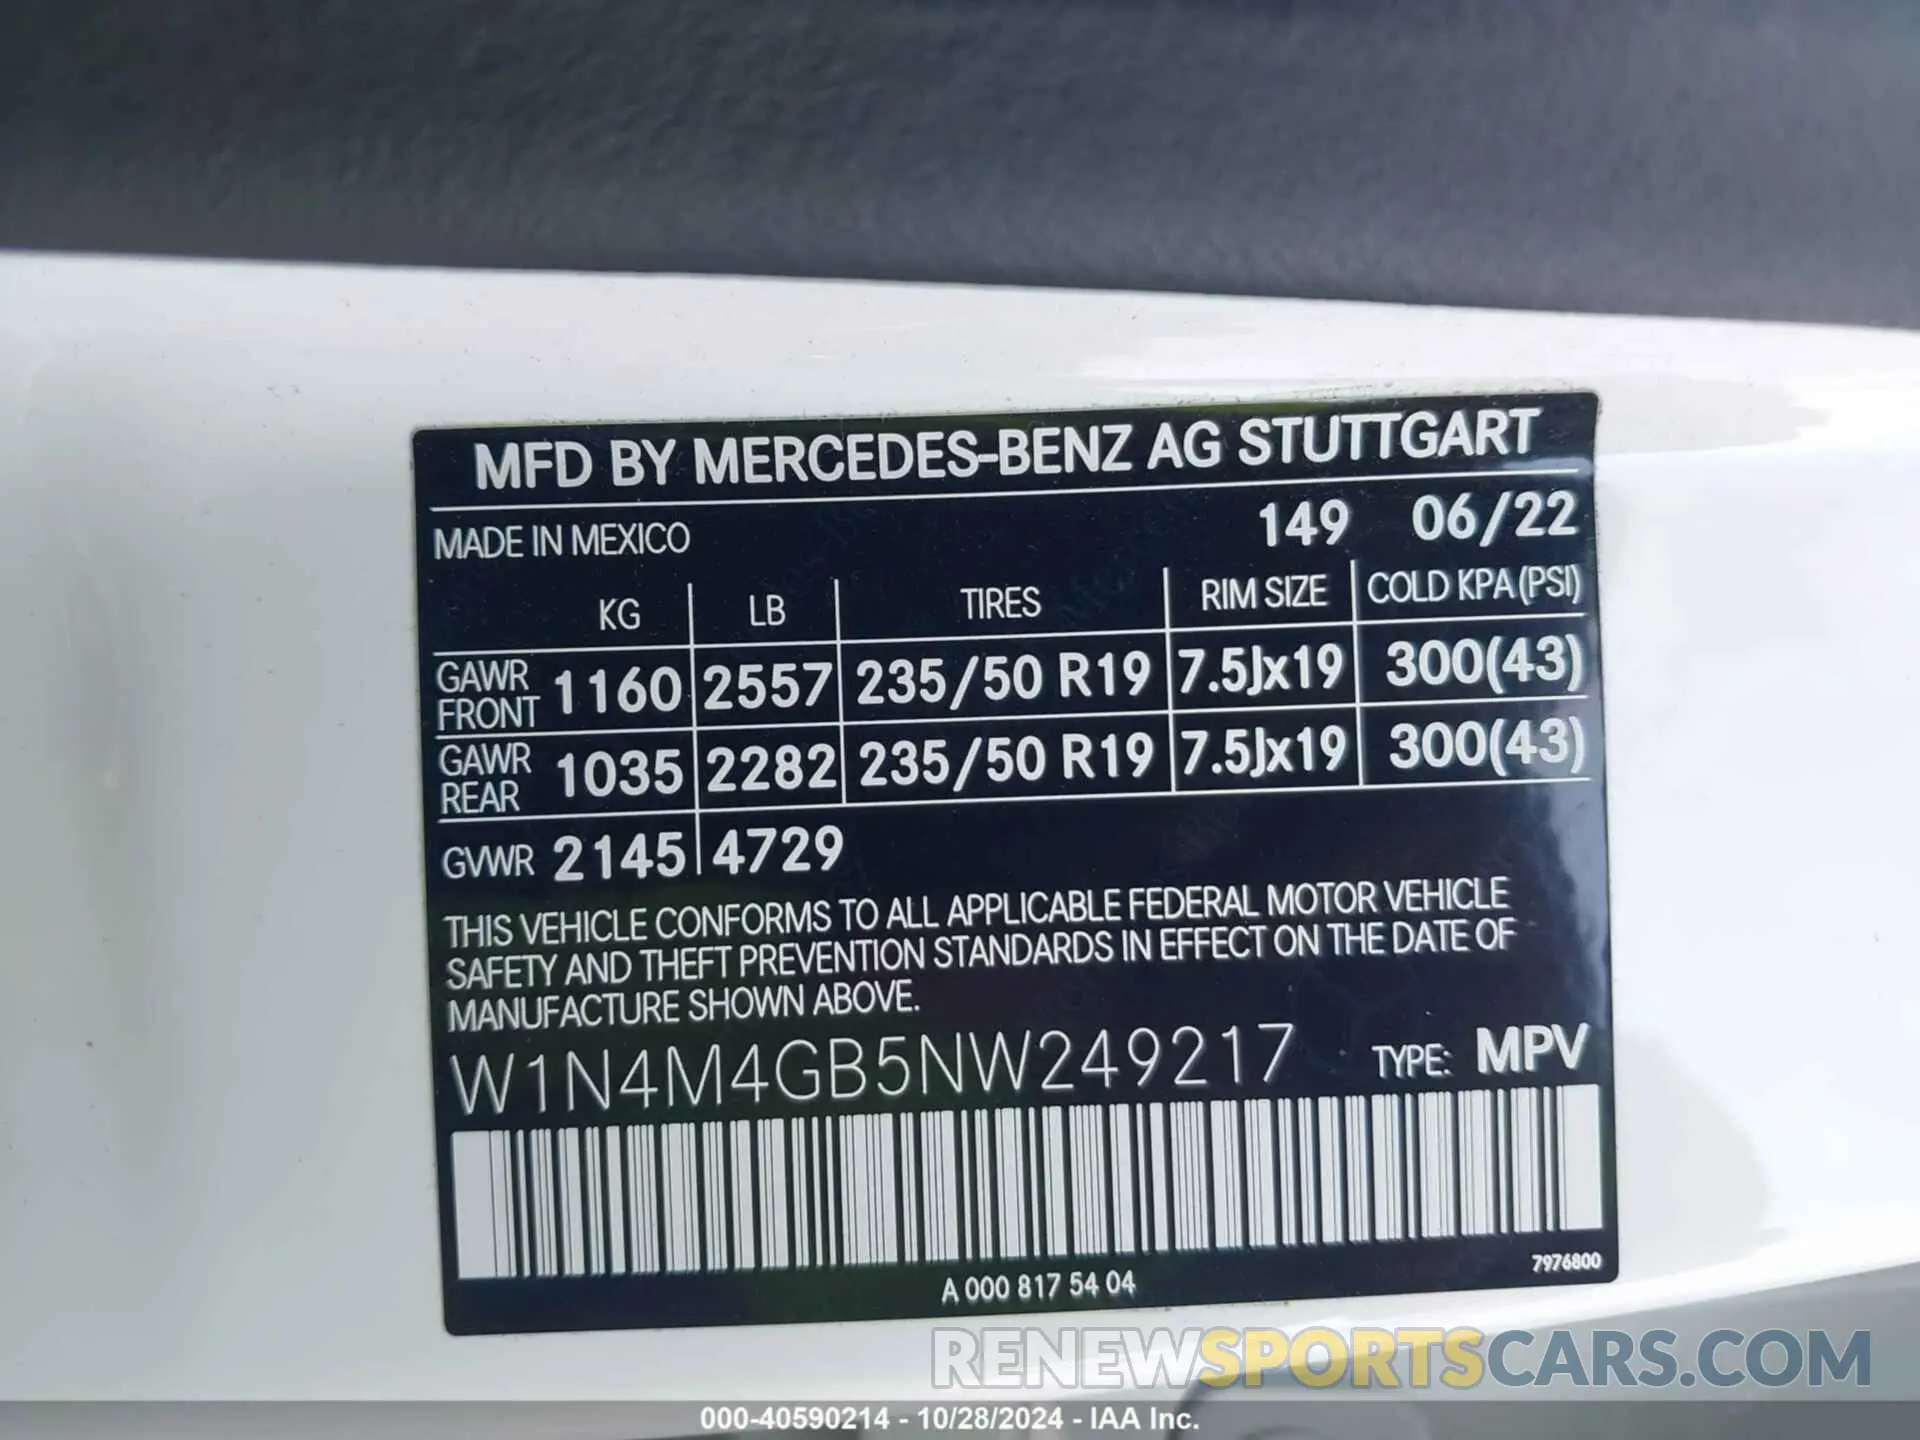 MFD BY MERCEDES-BENZ AG STUTTGART
MADE IN MEXICO 149 06/22
KG LB TIRES RIM SIZE COLD KPA (PSI)
GAWR FRONT 1160 2557 235/50 R19 7.5Jx19 300(43)
GAWR REAR 1035 2282 235/50 R19 7.5Jx19 300(43)
GVWR 2145 4729
THIS VEHICLE CONFORMS TO ALL APPLICABLE FEDERAL MOTOR VEHICLE
SAFETY AND THEFT PREVENTION STANDARDS IN EFFECT ON THE DATE OF
MANUFACTURE SHOWN ABOVE.
W1N4M4GB5NW249217 TYPE: MPV
7976800
A 000 817 54 04
RENEWSPORTSCARS.COM
000-40590214 - 10/28/2024 - IAA Inc.